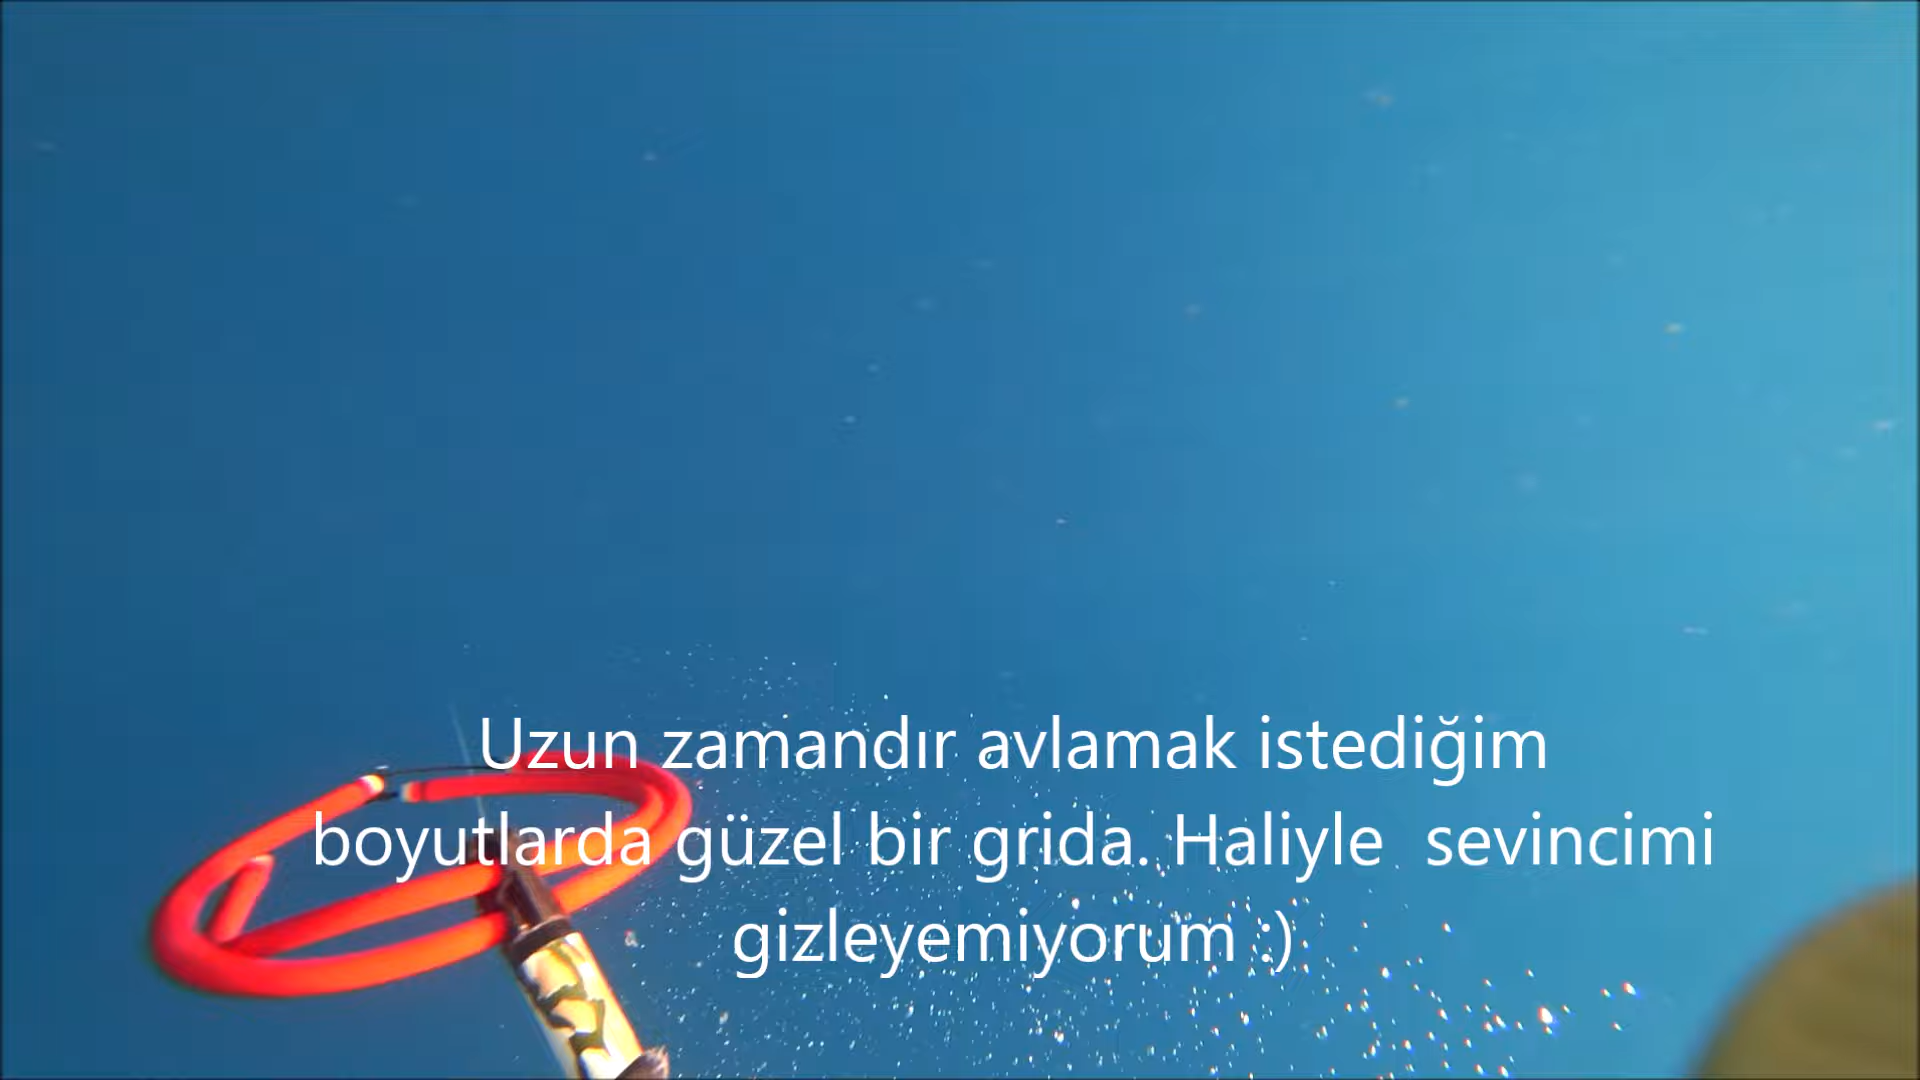 Uzun zamandır avlamak istediğim
boyutlarda güzel bir grida. Haliyle  sevincimi
gizleyemiyorum :)